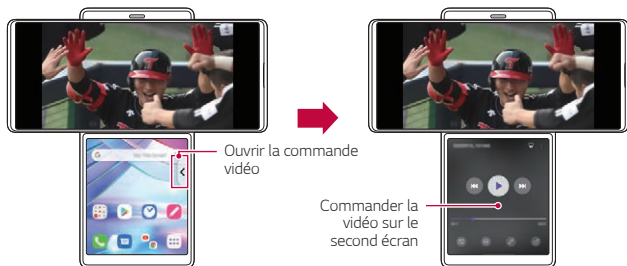 Ouvrir la commande
vidéo
Commander la
vidéo sur le
second écran